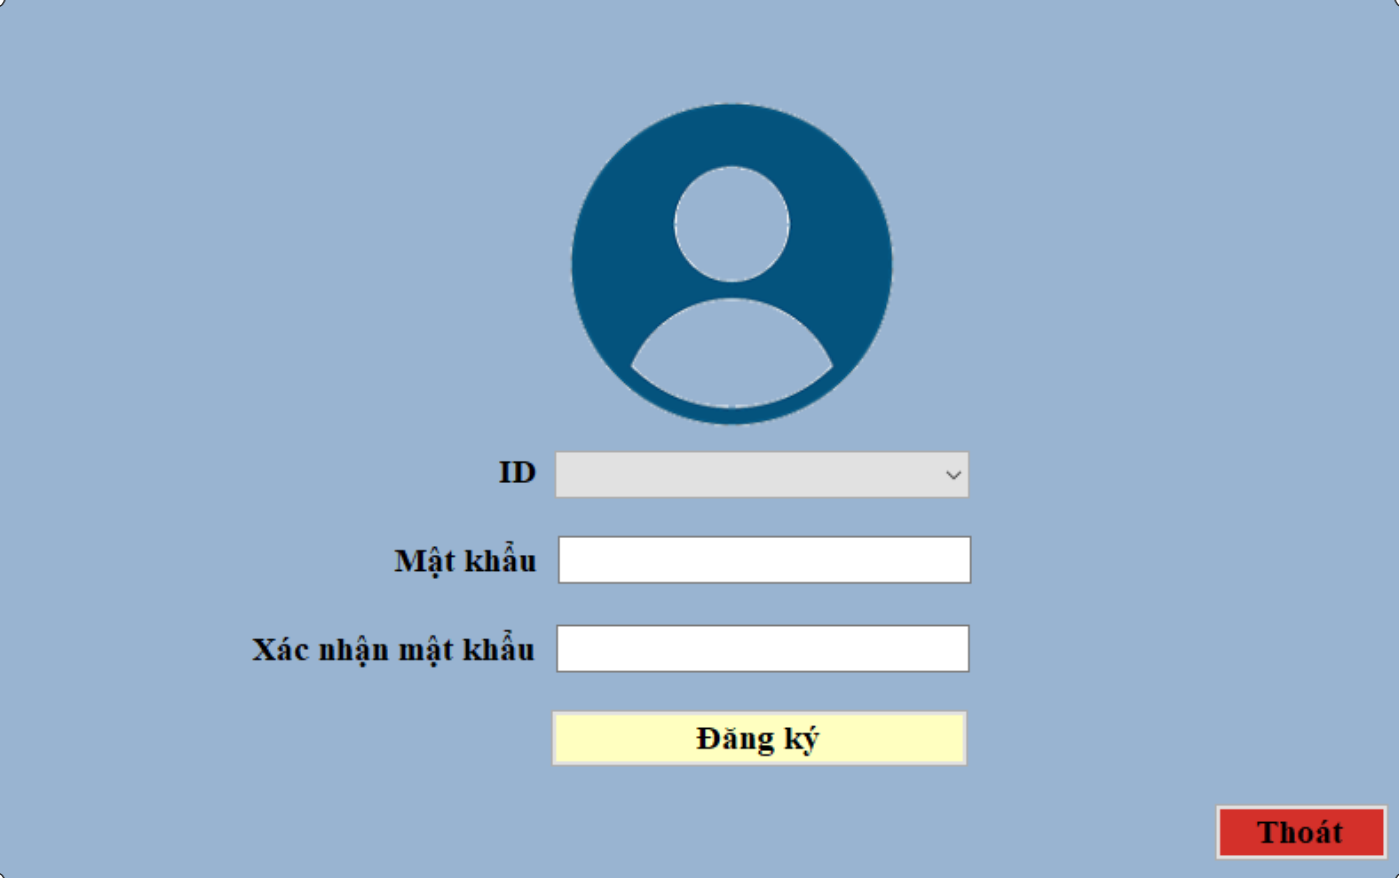 ID
Mật khẩu
Xác nhận mật khẩu
Đăng ký
Thoát